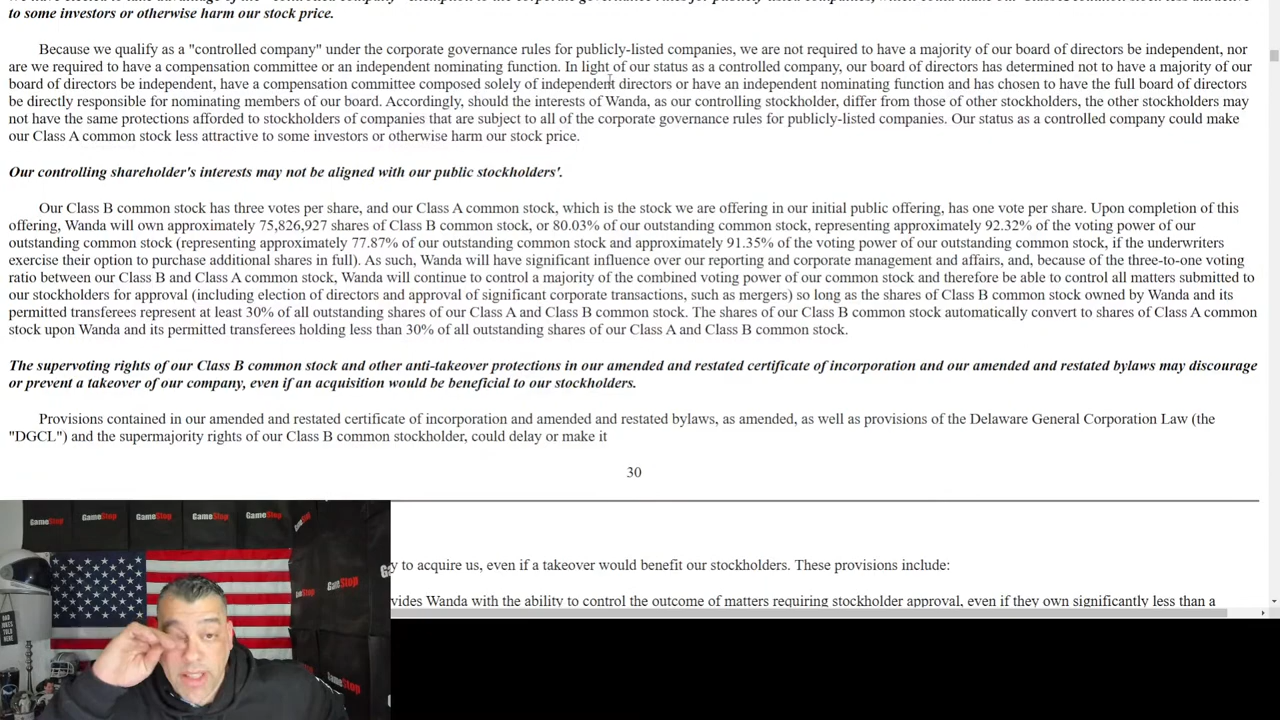 to some investors or otherwise harm our stock price.
Because we qualify as a "controlled company" under the corporate governance rules for publicly-listed companies, we are not required to have a majority of our board of directors be independent, nor
are we required to have a compensation committee or an independent nominating function. In light of our status as a controlled company, our board of directors has determined not to have a majority of our
board of directors be independent, have a compensation committee composed solely of independent directors or have an independent nominating function and has chosen to have the full board of directors
be directly responsible for nominating members of our board. Accordingly, should the interests of Wanda, as our controlling stockholder, differ from those of other stockholders, the other stockholders may
not have the same protections afforded to stockholders of companies that are subject to all of the corporate governance rules for publicly-listed companies. Our status as a controlled company could make
our Class A common stock less attractive to some investors or otherwise harm our stock price.
Our controlling shareholder's interests may not be aligned with our public stockholders'.
Our Class B common stock has three votes per share, and our Class A common stock, which is the stock we are offering in our initial public offering, has one vote per share. Upon completion of this
offering, Wanda will own approximately 75,826,927 shares of Class B common stock, or 80.03% of our outstanding common stock, representing approximately 92.32% of the voting power of our
outstanding common stock (representing approximately 77.87% of our outstanding common stock and approximately 91.35% of the voting power of our outstanding common stock, if the underwriters
exercise their option to purchase additional shares in full). As such, Wanda will have significant influence over our reporting and corporate management and affairs, and, because of the three-to-one voting
ratio between our Class B and Class A common stock, Wanda will continue to control a majority of the combined voting power of our common stock and therefore be able to control all matters submitted to
our stockholders for approval (including election of directors and approval of significant corporate transactions, such as mergers) so long as the shares of Class B common stock owned by Wanda and its
permitted transferees represent at least 30% of all outstanding shares of our Class A and Class B common stock. The shares of our Class B common stock automatically convert to shares of Class A common
stock upon Wanda and its permitted transferees holding less than 30% of all outstanding shares of our Class A and Class B common stock.
The supervoting rights of our Class B common stock and other anti-takeover protections in our amended and restated certificate of incorporation and our amended and restated bylaws may discourage
or prevent a takeover of our company, even if an acquisition would be beneficial to our stockholders.
Provisions contained in our amended and restated certificate of incorporation and amended and restated bylaws, as amended, as well as provisions of the Delaware General Corporation Law (the
"DGCL") and the supermajority rights of our Class B common stockholder, could delay or make it
30
y to acquire us, even if a takeover would benefit our stockholders. These provisions include:
vides Wanda with the ability to control the outcome of matters requiring stockholder approval, even if they own significantly less than a
GameStop GameStop GameStop GameStop GameStop
GameStop
GameStop